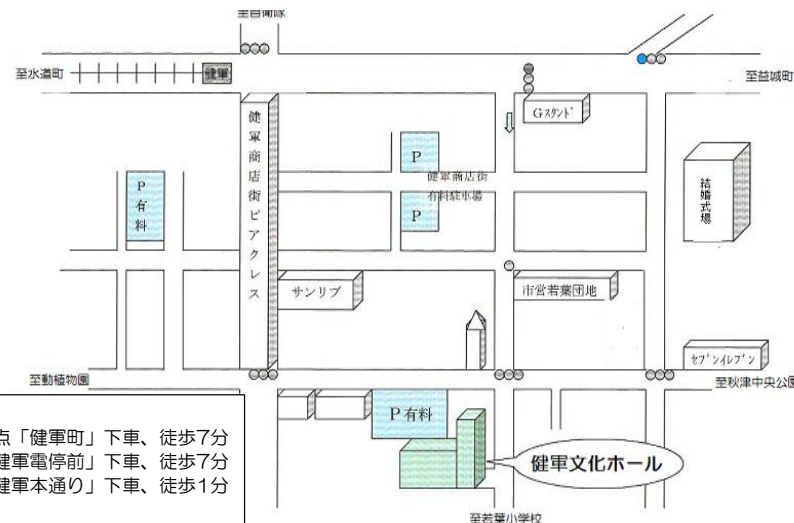 至自衛隊
至水道町
健軍
至益城町
Gスタンド
健軍商店街ピアクレス
P
健軍商店街
有料駐車場
P
P有料
結婚式場
サンリブ
市営若葉団地
セブンイレブン
至動植物園
至秋津中央公園
P有料
点「健軍町」下車、徒歩7分
健軍電停前」下車、徒歩7分
健軍本通り」下車、徒歩1分
健軍文化ホール
至若葉小学校